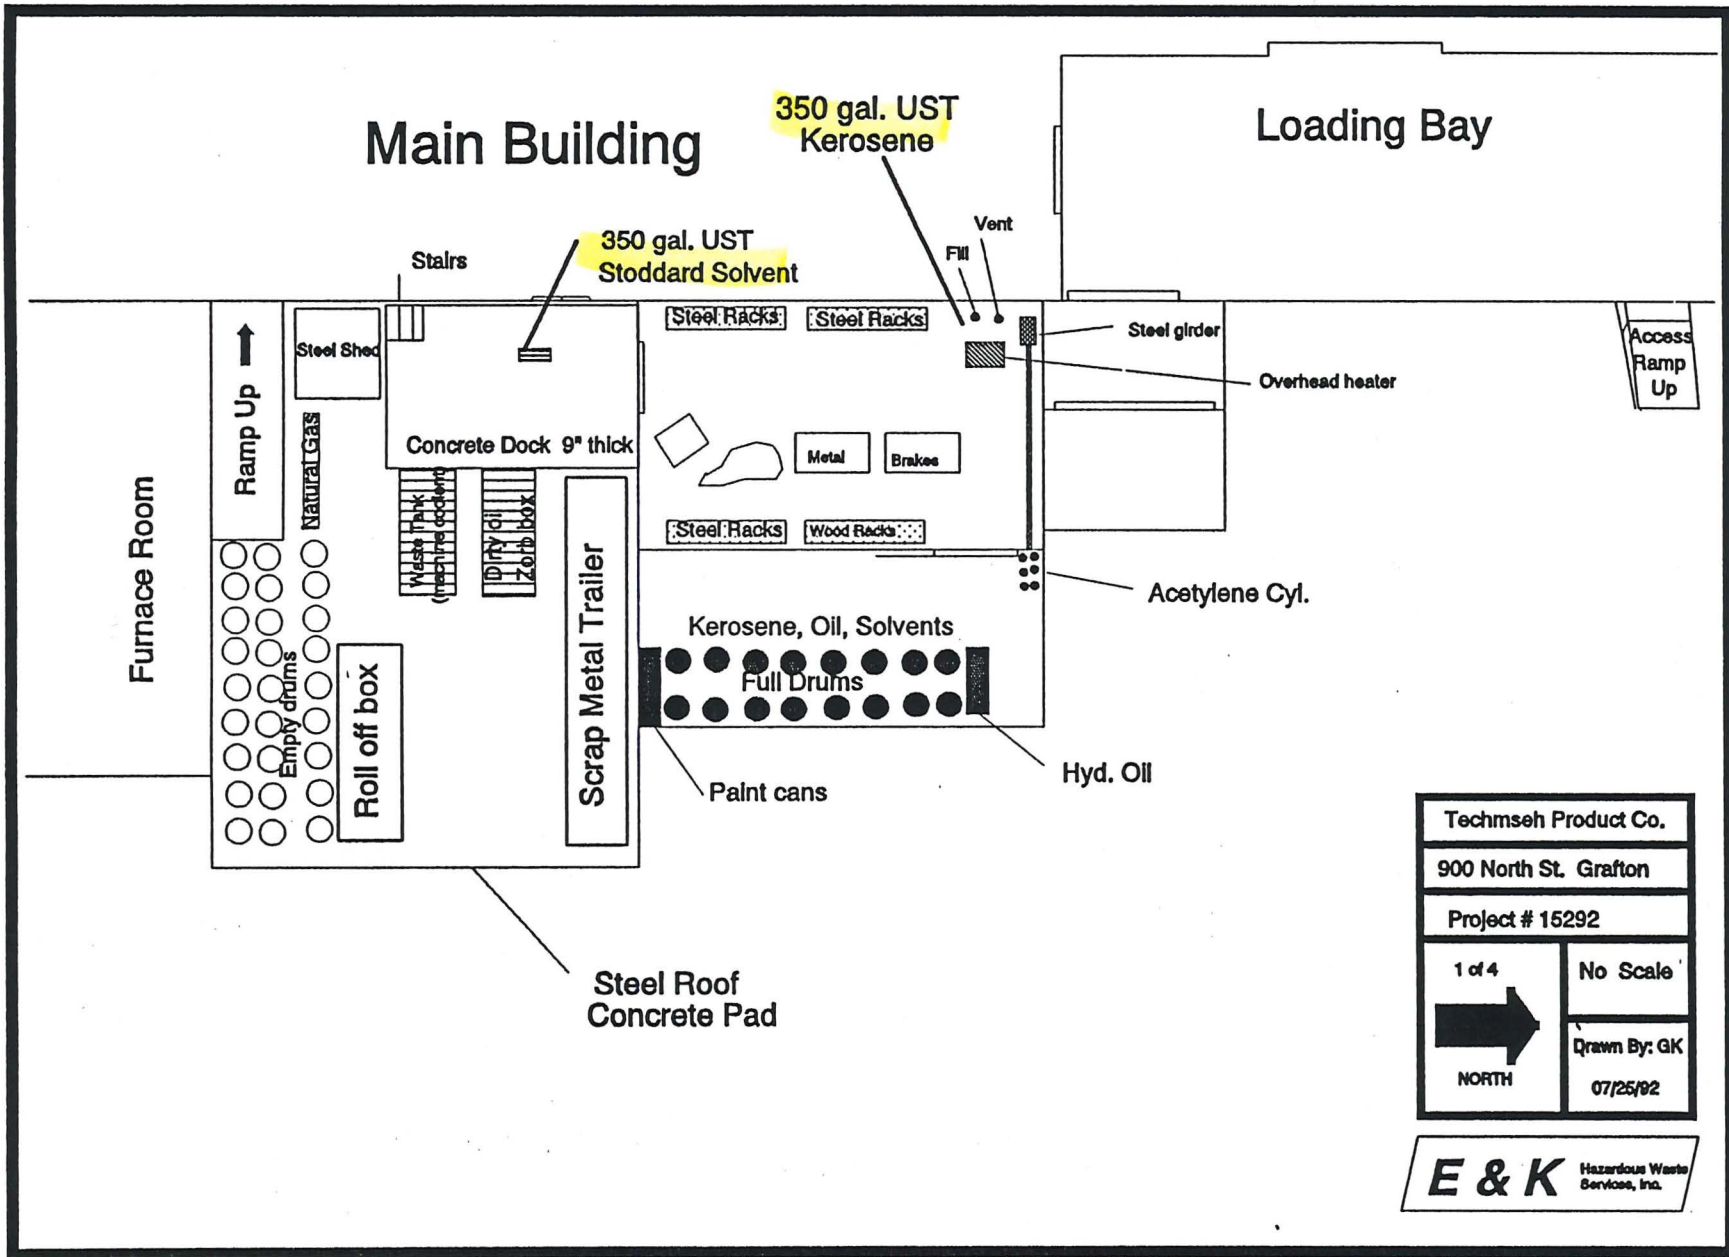 Main Building
350 gal. UST
Kerosene
Loading Bay
Vent
Fill
350 gal. UST
Stoddard Solvent
Stairs
Steel Racks
Steel Racks
Steel girder
Overhead heater
Access
Ramp
Up
Steel Shed
Ramp Up
Natural Gas
Concrete Dock 9" thick
Metal
Brakes
Furnace Room
Waste Tank
(machine coolent)
Dirty oil
Zorb box
Scrap Metal Trailer
Steel Racks
Wood Racks
Acetylene Cyl.
Kerosene, Oil, Solvents
Full Drums
Empty drums
Roll off box
Paint cans
Hyd. Oil
Steel Roof
Concrete Pad
Techmseh Product Co.
900 North St. Grafton
Project # 15292
1 of 4
No Scale
NORTH
Drawn By: GK
07/25/92
E & K
Hazardous Waste
Services, Inc.